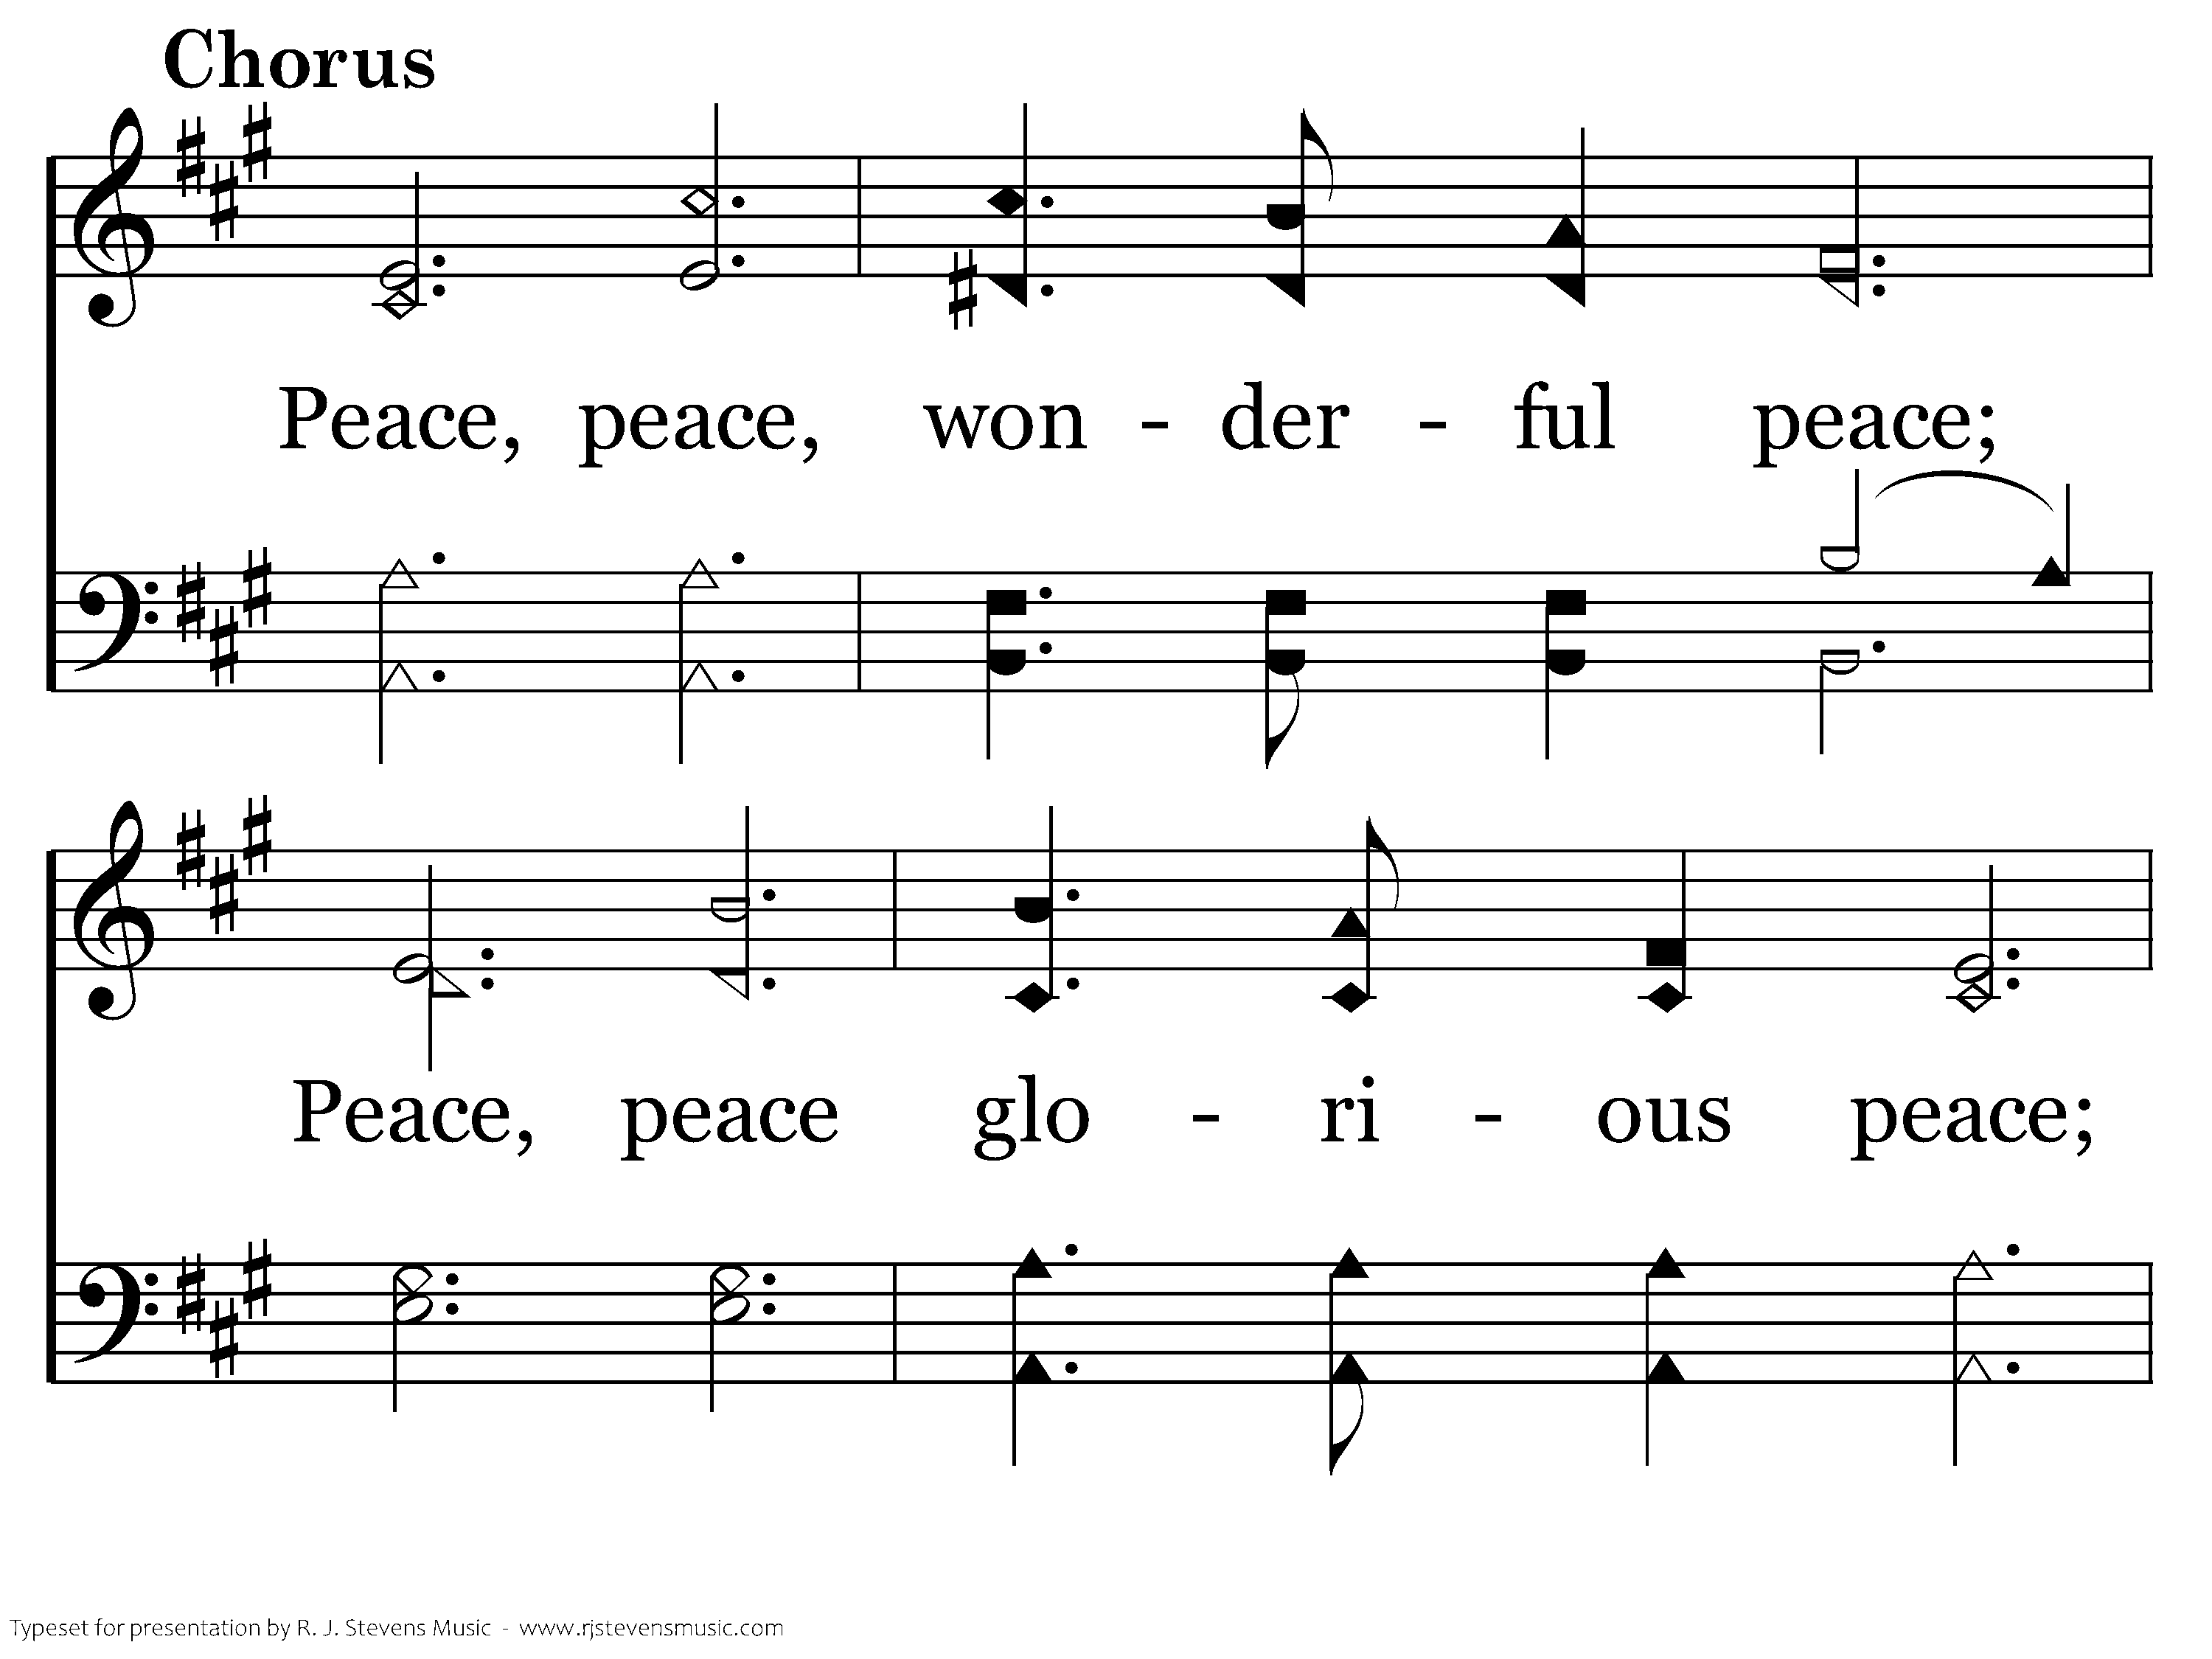 Chorus
Peace, peace, won - der - ful peace;
Peace, peace glo - ri - ous peace;
Typeset for presentation by R. J. Stevens Music - www.rjstevensmusic.com